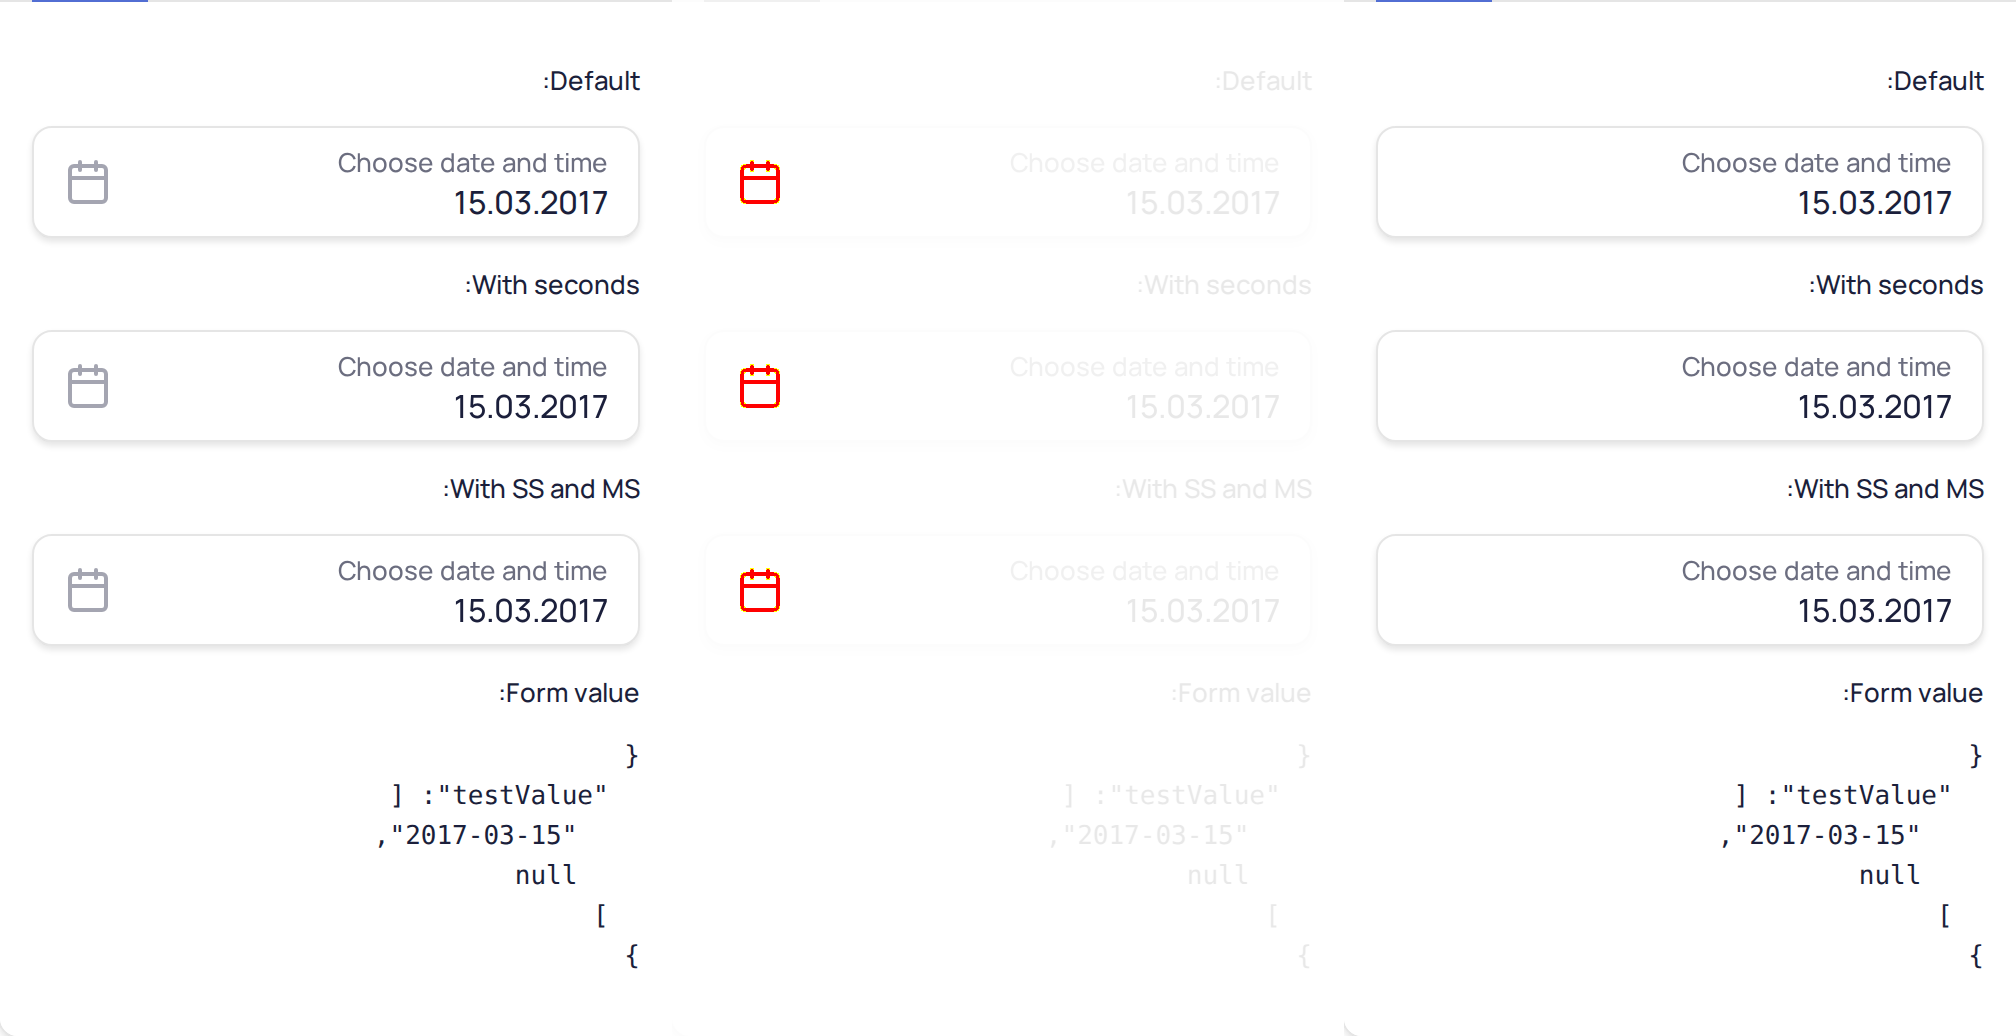 :Default
Choose date and time
15.03.2017
:With seconds
Choose date and time
15.03.2017
:With SS and MS
Choose date and time
15.03.2017
:Form value
}
] :"testValue"
,"2017-03-15"
null
[
{
:Default
Choose date and time
15.03.2017
:With seconds
Choose date and time
15.03.2017
:With SS and MS
Choose date and time
15.03.2017
:Form value
}
] :"testValue"
,"2017-03-15"
null
[
{
:Default
Choose date and time
15.03.2017
:With seconds
Choose date and time
15.03.2017
:With SS and MS
Choose date and time
15.03.2017
:Form value
}
] :"testValue"
,"2017-03-15"
null
[
{